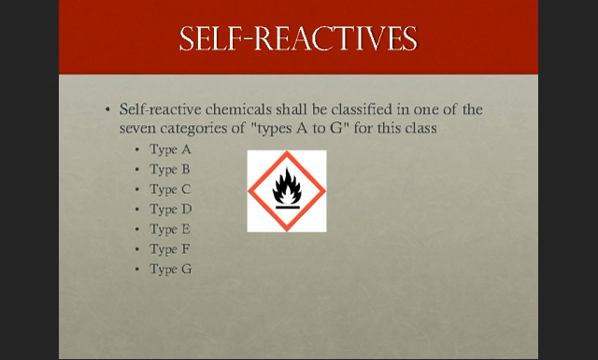 SELF-REACTIVES
• Self-reactive chemicals shall be classified in one of the
seven categories of "types A to G" for this class
• Type A
• Type B
• Type C
• Type D
• Type E
• Type F
• Type G